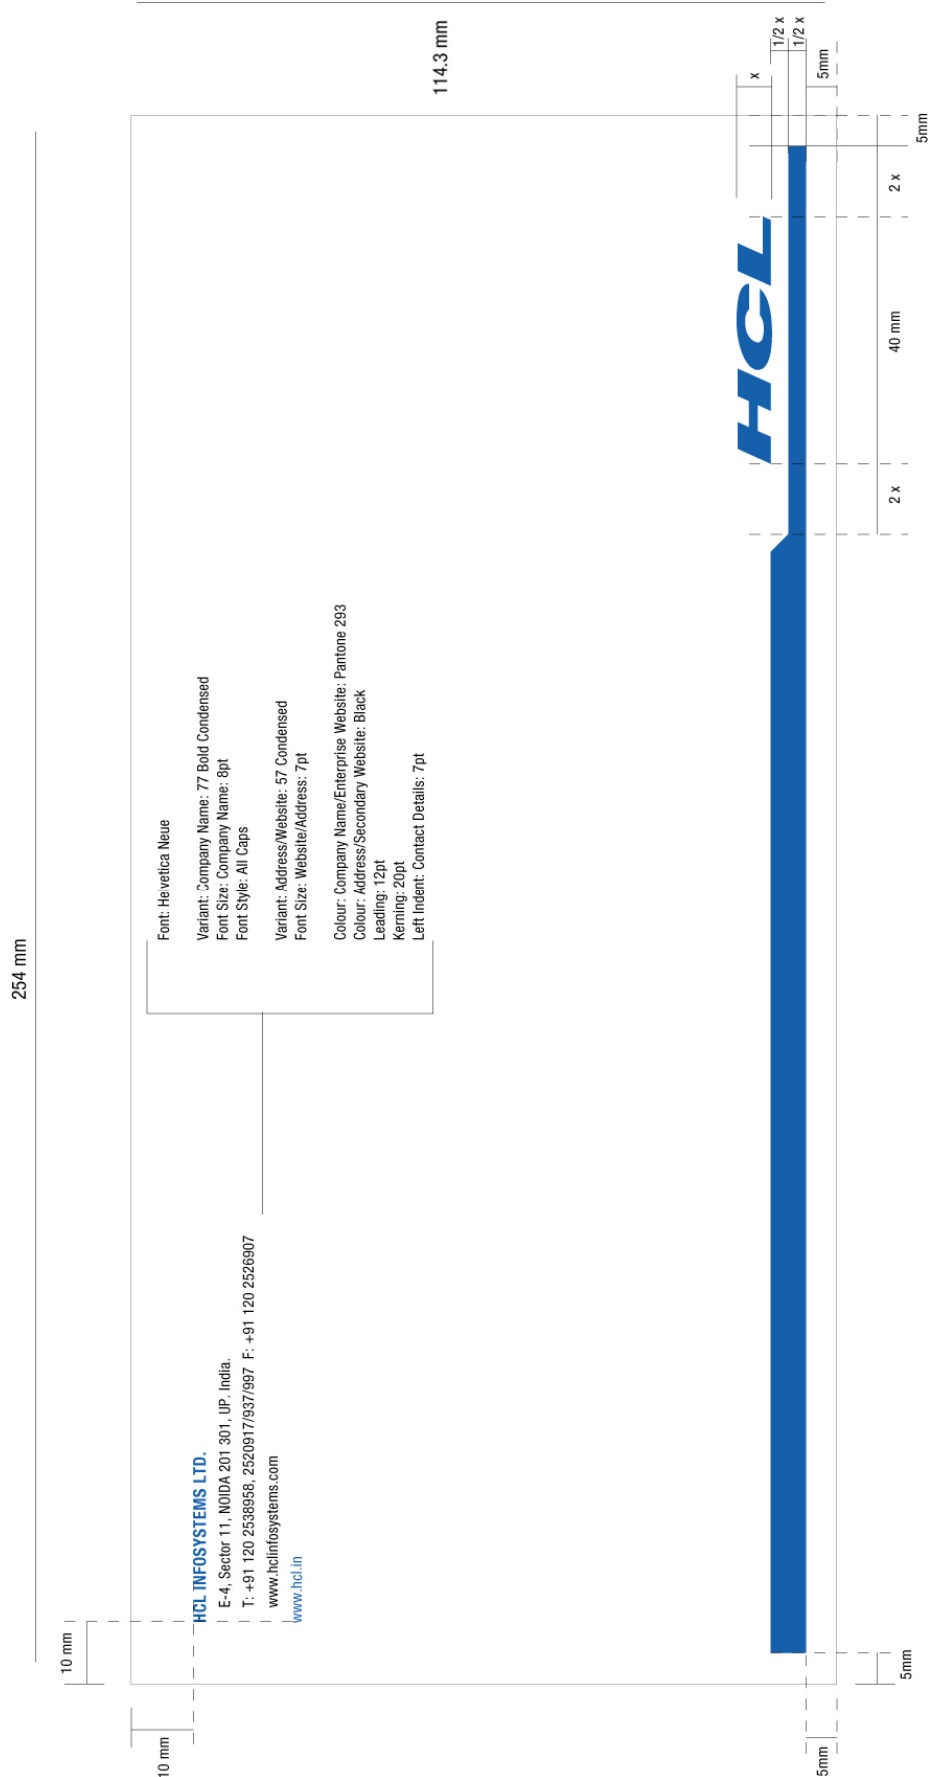 254 mm
114.3 mm
10 mm
10 mm
HCL INFOSYSTEMS LTD.
E-4, Sector 11, NOIDA 201 301, UP. India.
T: +91 120 2538958, 2520917/937/997  F: +91 120 2526907
www.hclinfosystems.com
www.hcl.in
Font: Helvetica Neue
Variant: Company Name: 77 Bold Condensed
Font Size: Company Name: 8pt
Font Style: All Caps
Variant: Address/Website: 57 Condensed
Font Size: Website/Address: 7pt
Colour: Company Name/Enterprise Website: Pantone 293
Colour: Address/Secondary Website: Black
Leading: 12pt
Kerning: 20pt
Left Indent: Contact Details: 7pt
HCL
x
1/2 x
1/2 x
5mm
5mm
5mm
2 x
40 mm
2 x
5mm